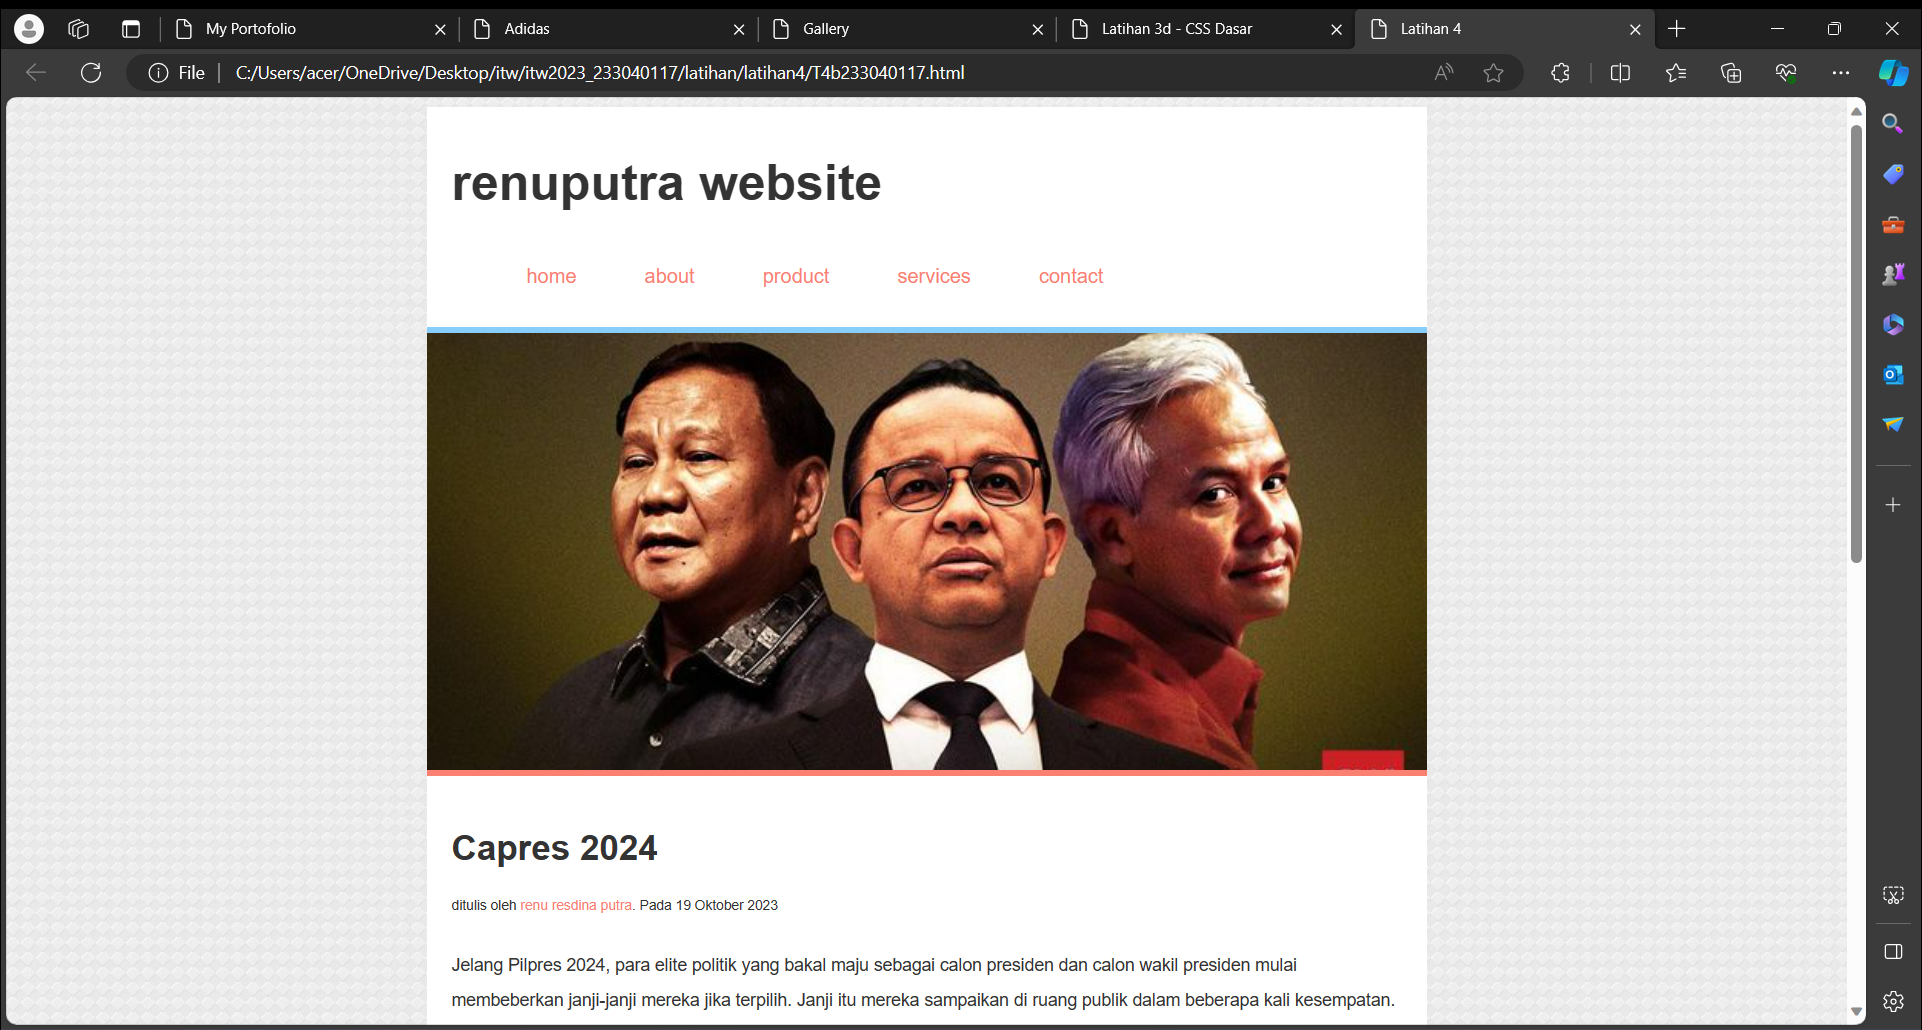 My Portofolio
Adidas
Gallery
Latihan 3d - CSS Dasar
Latihan 4
File
C:/Users/acer/OneDrive/Desktop/itw/itw2023_233040117/latihan/latihan4/T4b233040117.html
renuputra website
home about product services contact
Capres 2024
ditulis oleh renu resdina putra. Pada 19 Oktober 2023
Jelang Pilpres 2024, para elite politik yang bakal maju sebagai calon presiden dan calon wakil presiden mulai
membeberkan janji-janji mereka jika terpilih. Janji itu mereka sampaikan di ruang publik dalam beberapa kali kesempatan.